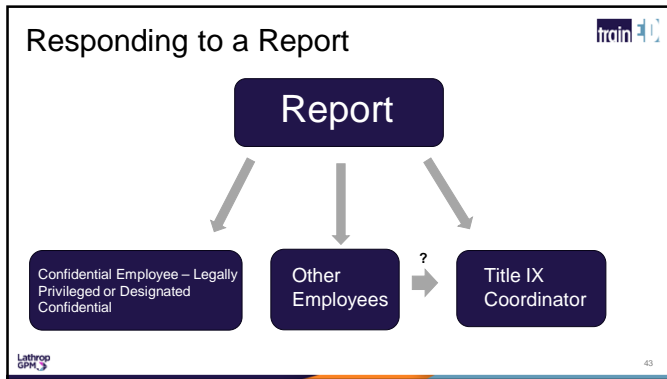 Responding to a Report
train ED
Report
Confidential Employee – Legally
Privileged or Designated
Confidential
Other
Employees
?
Title IX
Coordinator
Lathrop
GPM
43